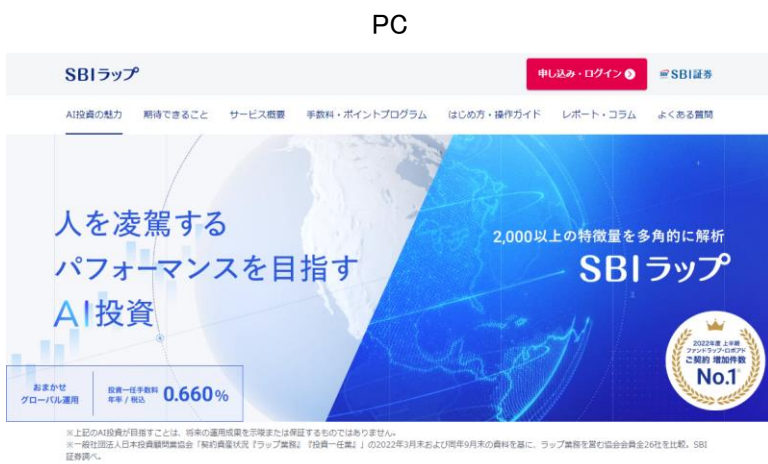 PC
SBIラップ
申し込み・ログイン
SBI証券
AI投資の魅力 期待できること サービス概要 手数料・ポイントプログラム はじめ方・操作ガイド レポート・コラム よくある質問
人を凌駕する
パフォーマンスを目指す
AI投資
2,000以上の特徴量を多角的に解析
SBIラップ
2022年度 上半期
ファンドラップ・ロボアド
ご契約 増加件数
No.1
おまかせ
グローバル運用
投資一任手数料
年率 / 税込
0.660%
※上記のAI投資が目指すことは、将来の運用成果を示唆または保証するものではありません。
※一般社団法人日本投資顧問業協会「契約資産状況『ラップ業務』『投資一任業』」の2022年3月末および同年9月末の資料を基に、ラップ業務を営む協会会員全26社を比較。SBI
証券調べ。